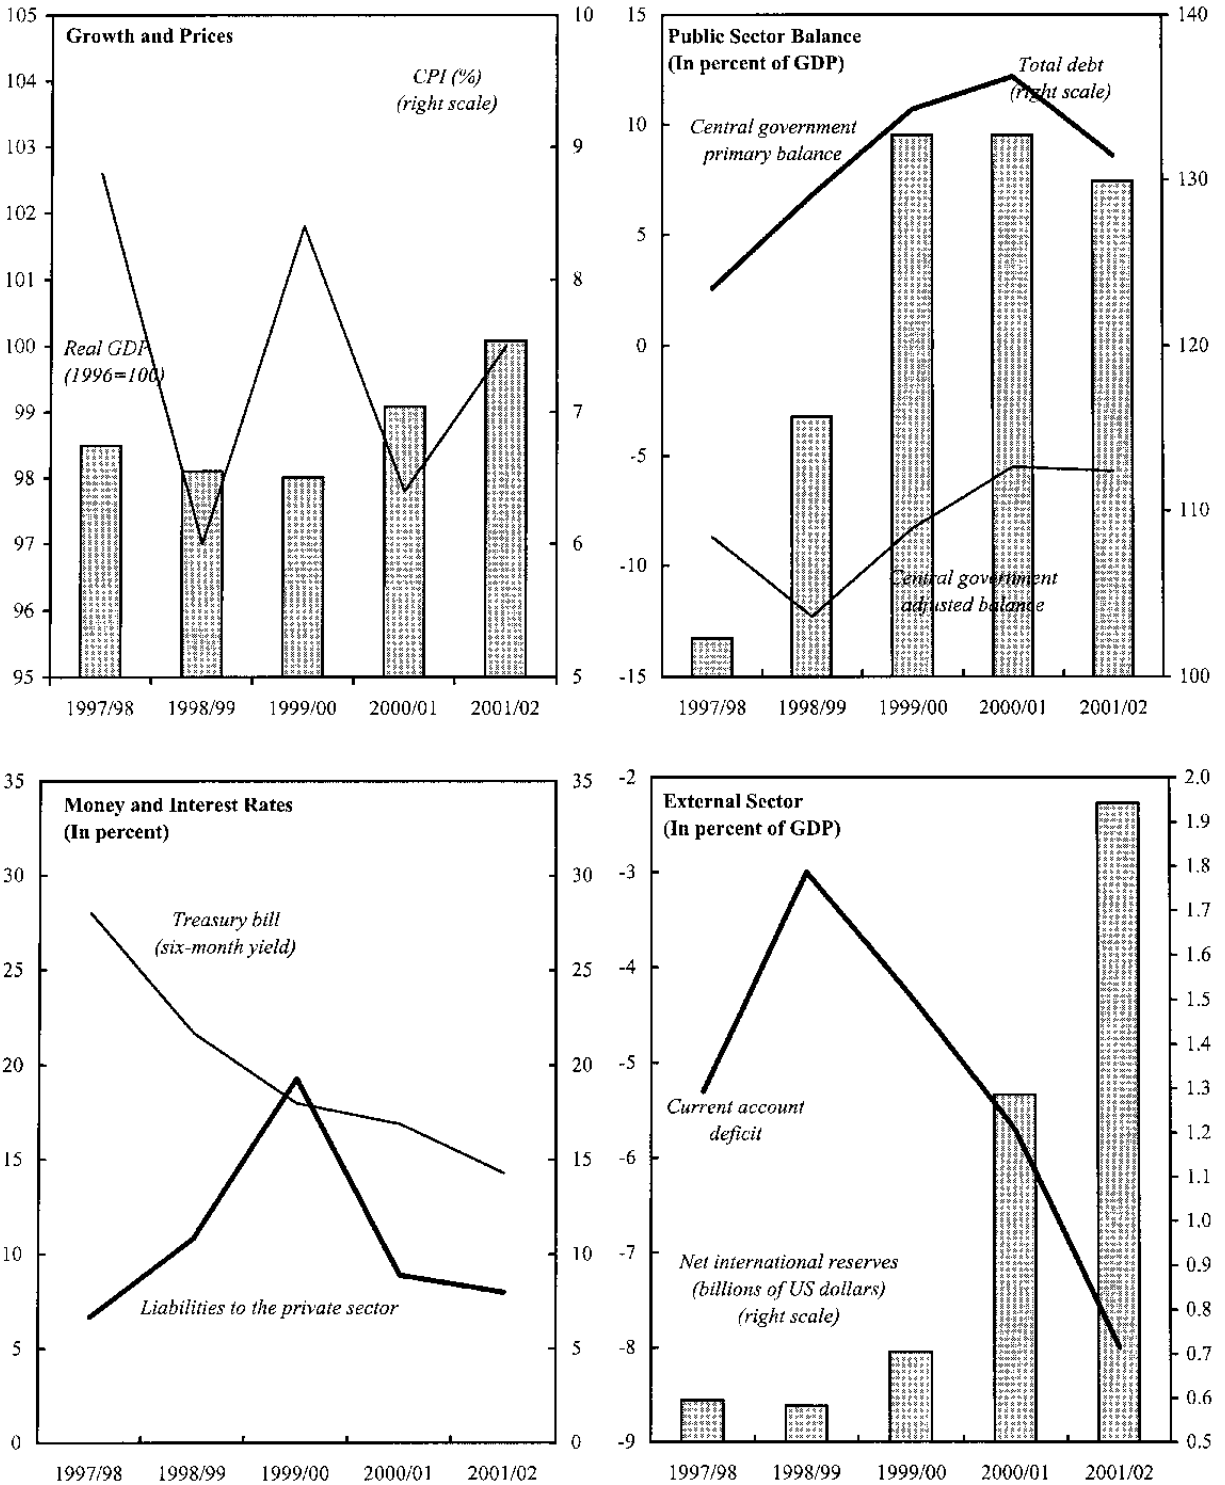 Growth and Prices
CPI (%)
(right scale)
Real GDP
(1996=100)
105
104
103
102
101
100
99
98
97
96
95
10
9
8
7
6
5
1997/98 1998/99 1999/00 2000/01 2001/02
Public Sector Balance
(In percent of GDP)
Total debt
(right scale)
Central government
primary balance
Central government
adjusted balance
15
10
5
0
-5
-10
-15
140
130
120
110
100
1997/98 1998/99 1999/00 2000/01 2001/02
Money and Interest Rates
(In percent)
Treasury bill
(six-month yield)
Liabilities to the private sector
35
30
25
20
15
10
5
0
35
30
25
20
15
10
5
0
1997/98 1998/99 1999/00 2000/01 2001/02
External Sector
(In percent of GDP)
Current account
deficit
Net international reserves
(billions of US dollars)
(right scale)
-2
-3
-4
-5
-6
-7
-8
-9
2.0
1.9
1.8
1.7
1.6
1.5
1.4
1.3
1.2
1.1
1.0
0.9
0.8
0.7
0.6
0.5
1997/98 1998/99 1999/00 2000/01 2001/02